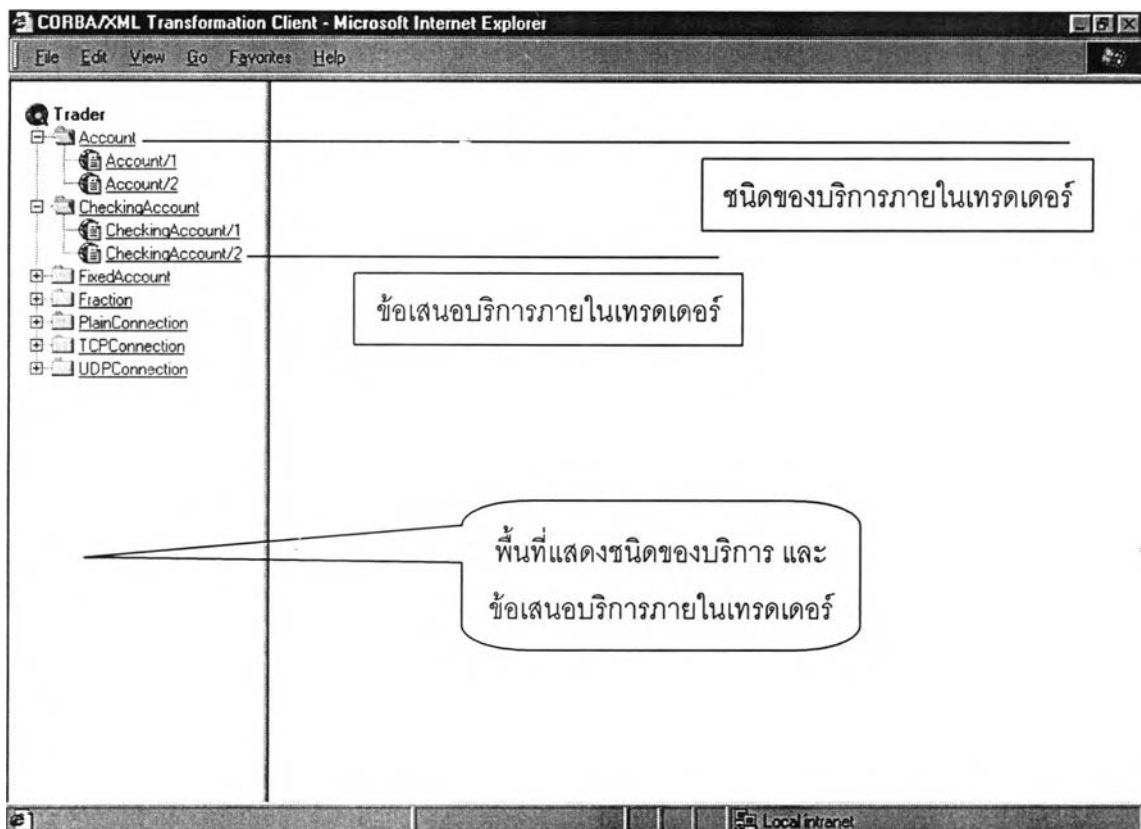 CORBA/XML Transformation Client - Microsoft Internet Explorer
File Edit View Go Favorites Help
Trader
Account
Account/1
Account/2
CheckingAccount
CheckingAccount/1
CheckingAccount/2
FixedAccount
Fraction
PlainConnection
TCPConnection
UDPConnection
ชนิดของบริการภายในเทรดเดอร์
ข้อเสนอบริการภายในเทรดเดอร์
พื้นที่แสดงชนิดของบริการ และ
ข้อเสนอบริการภายในเทรดเดอร์
Local intranet